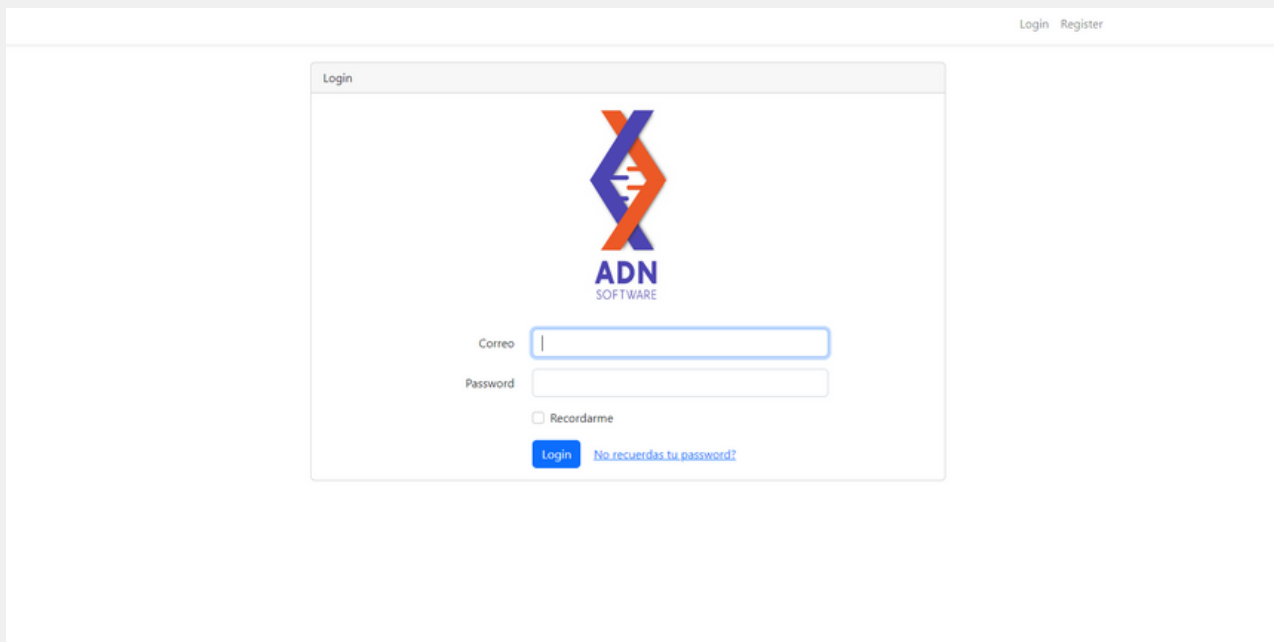 Login Register
Login
ADN
SOFTWARE
Correo
Password
Recordarme
Login No recuerdas tu password?